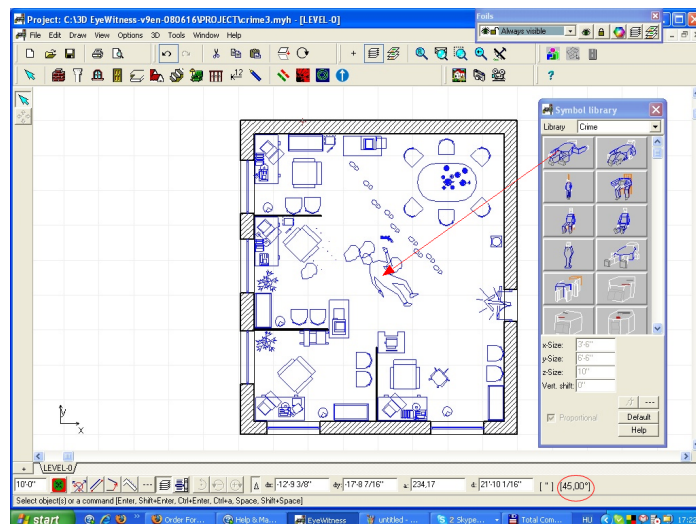 Project: C:\3D EyeWitness-v9en-080616\PROJECT\crime3.myh - [LEVEL-0]
Foils
File Edit Draw View Options 3D Tools Window Help
Always visible
Symbol library
Library Crime
x-Size: 3'-6"
y-Size: 6'-5"
z-Size: 10"
Vert. shift: 0"
Proportional
Default
Help
y
x
LEVEL-0
10'-0" dx: -12'-9 3/8" dy: -17'-8 7/16" a: 234,17 d: 21'-10 1/16" [ " ] [45,00°]
Select object(s) or a command [Enter, Shift+Enter, Ctrl+Enter, Ctrl+a, Space, Shift+Space]
start Order For... Help & Ma... EyeWitness untitled - ... 2 Skype... Total Com... HU